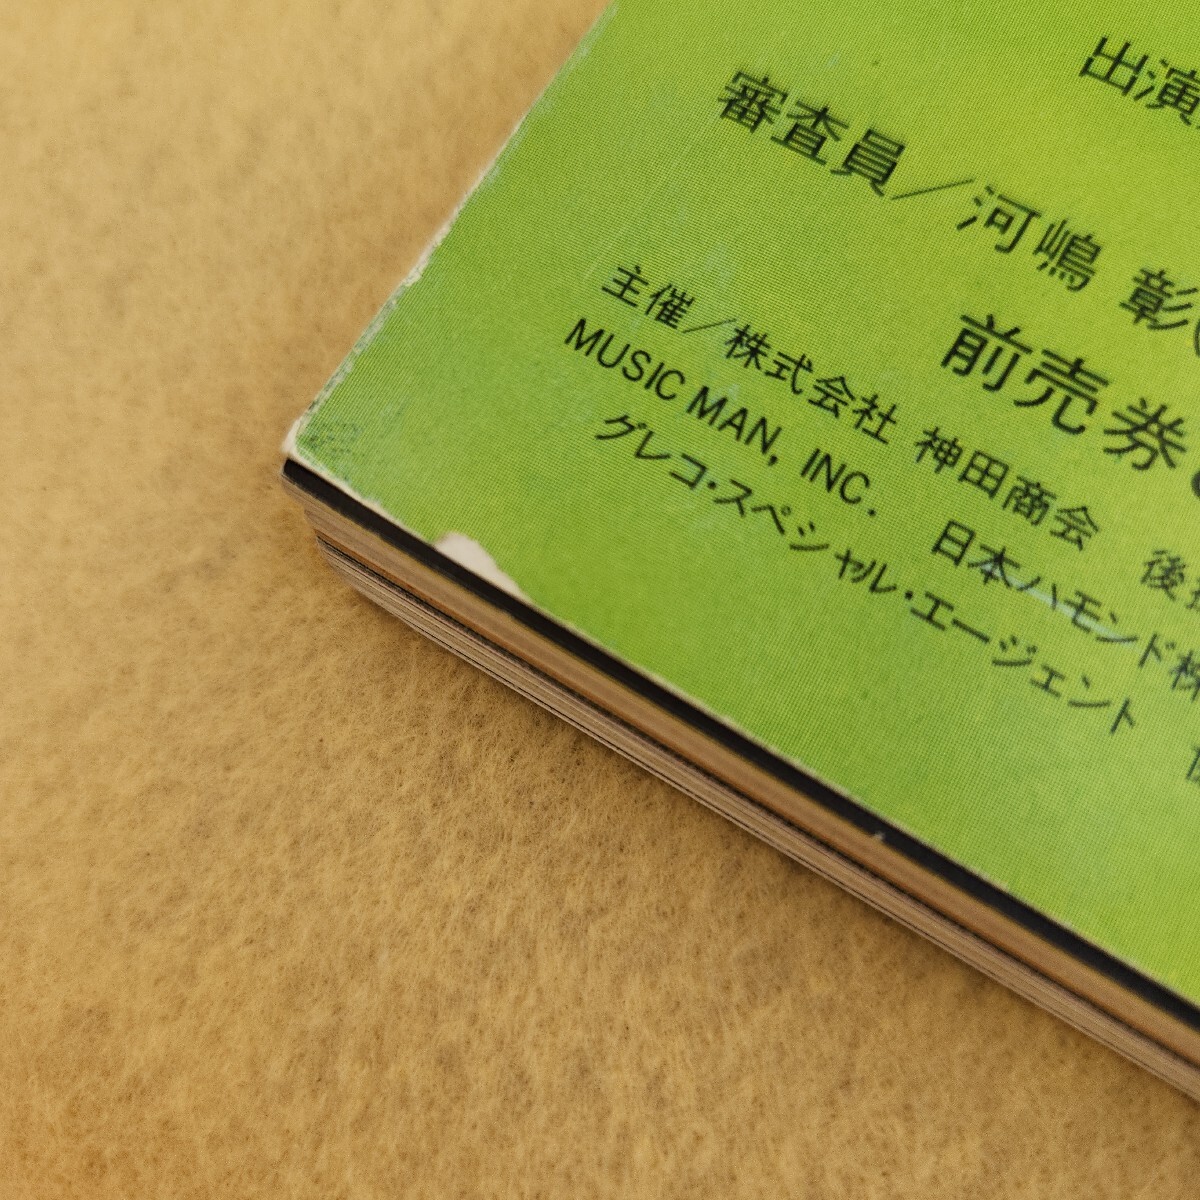 出演
審査員／河嶋 彰
前売券
主催／株式会社 神田商会 後
MUSIC MAN, INC. 日本ハモンド株
グレコ・スペシャル・エージェント